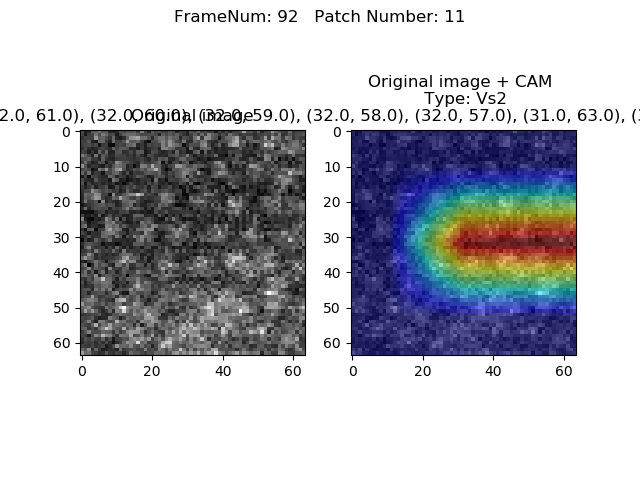 FrameNum: 92   Patch Number: 11
Original image + CAM
Type: Vs2
2.0, 61.0), (32.0, 60.0), (32.0, 59.0), (32.0, 58.0), (32.0, 57.0), (31.0, 63.0), (3
Original image
0
10
20
30
40
50
60
0 20 40 60
0
10
20
30
40
50
60
0 20 40 60